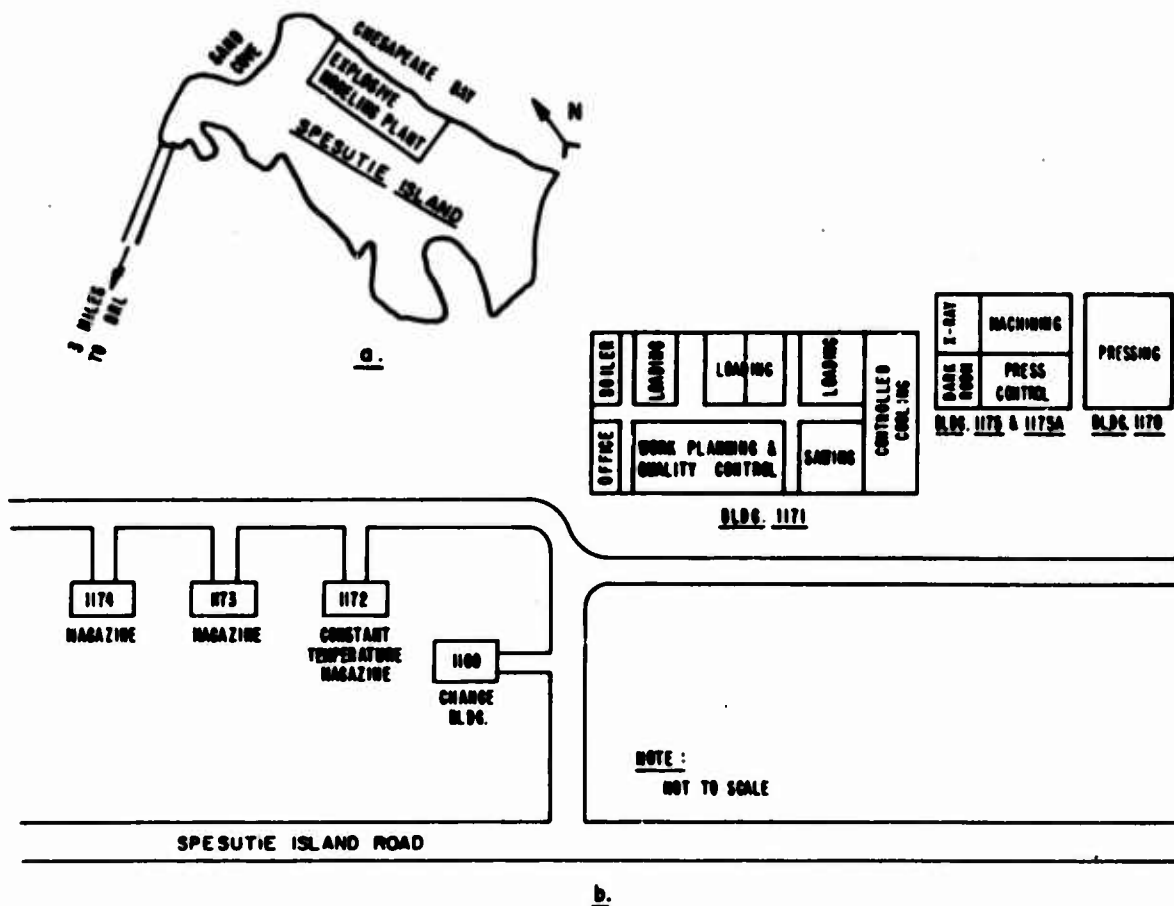 SAND
COVE
CHESAPEAKE BAY
EXPLOSIVE
MODELING PLANT
SPESUTIE ISLAND
N
3 MILES
TO BRL
a.
BOILER
LOADING
LOADING
LOADING
CONTROLLED
COOLING
OFFICE
WORK PLANNING &
QUALITY CONTROL
SAWING
BLDG. 1171
X-RAY
MACHINING
DARK
ROOM
PRESS
CONTROL
BLDG. 1175 & 1175A
PRESSING
BLDG. 1170
1174
MAGAZINE
1173
MAGAZINE
1172
CONSTANT
TEMPERATURE
MAGAZINE
1160
CHANGE
BLDG.
NOTE :
NOT TO SCALE
SPESUTIE ISLAND ROAD
b.